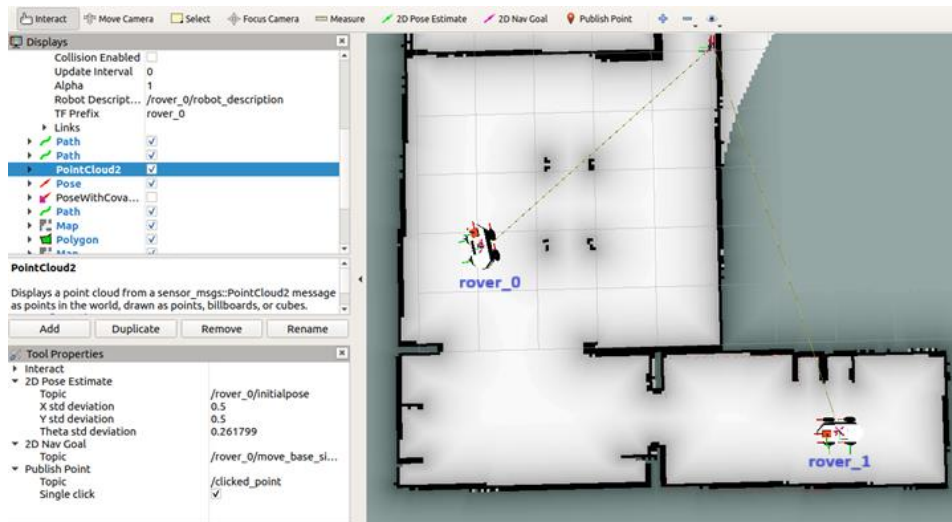 Interact Move Camera Select Focus Camera Measure 2D Pose Estimate 2D Nav Goal Publish Point
Displays
Collision Enabled
Update Interval 0
Alpha 1
Robot Descript... /rover_0/robot_description
TF Prefix rover_0
Links
Path
Path
PointCloud2
Pose
PoseWithCova...
Path
Map
Polygon
Map
PointCloud2
Displays a point cloud from a sensor_msgs::PointCloud2 message
as points in the world, drawn as points, billboards, or cubes.
Add Duplicate Remove Rename
Tool Properties
Interact
2D Pose Estimate
Topic /rover_0/initialpose
X std deviation 0.5
Y std deviation 0.5
Theta std deviation 0.261799
2D Nav Goal
Topic /rover_0/move_base_si...
Publish Point
Topic /clicked_point
Single click
rover_0
rover_1